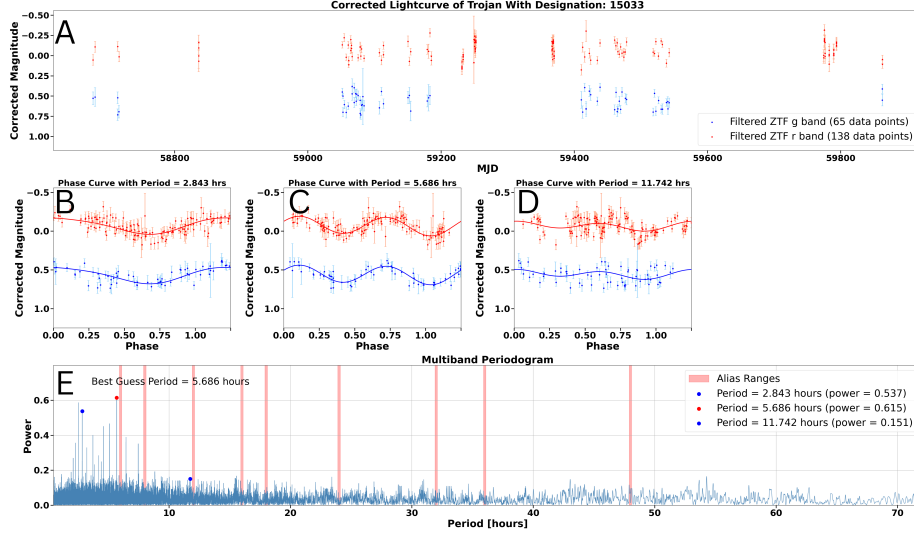 Corrected Lightcurve of Trojan With Designation: 15033
A
Corrected Magnitude
−0.50
−0.25
0.00
0.25
0.50
0.75
1.00
Filtered ZTF g band (65 data points)
Filtered ZTF r band (138 data points)
58800 59000 59200 59400 59600 59800
MJD
Phase Curve with Period = 2.843 hrs
B
Corrected Magnitude
−0.5
0.0
0.5
1.0
0.00 0.25 0.50 0.75 1.00
Phase
Phase Curve with Period = 5.686 hrs
C
Corrected Magnitude
−0.5
0.0
0.5
1.0
0.00 0.25 0.50 0.75 1.00
Phase
Phase Curve with Period = 11.742 hrs
D
Corrected Magnitude
−0.5
0.0
0.5
1.0
0.00 0.25 0.50 0.75 1.00
Phase
Multiband Periodogram
E
Best Guess Period = 5.686 hours
Alias Ranges
Period = 2.843 hours (power = 0.537)
Period = 5.686 hours (power = 0.615)
Period = 11.742 hours (power = 0.151)
Power
0.6
0.4
0.2
0.0
10 20 30 40 50 60 70
Period [hours]